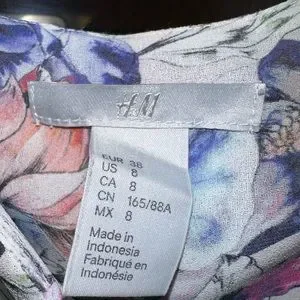 H&M
EUR 38
US 8
CA 8
CN 165/88A
MX 8
Made in
Indonesia
Fabriqué en
Indonésie